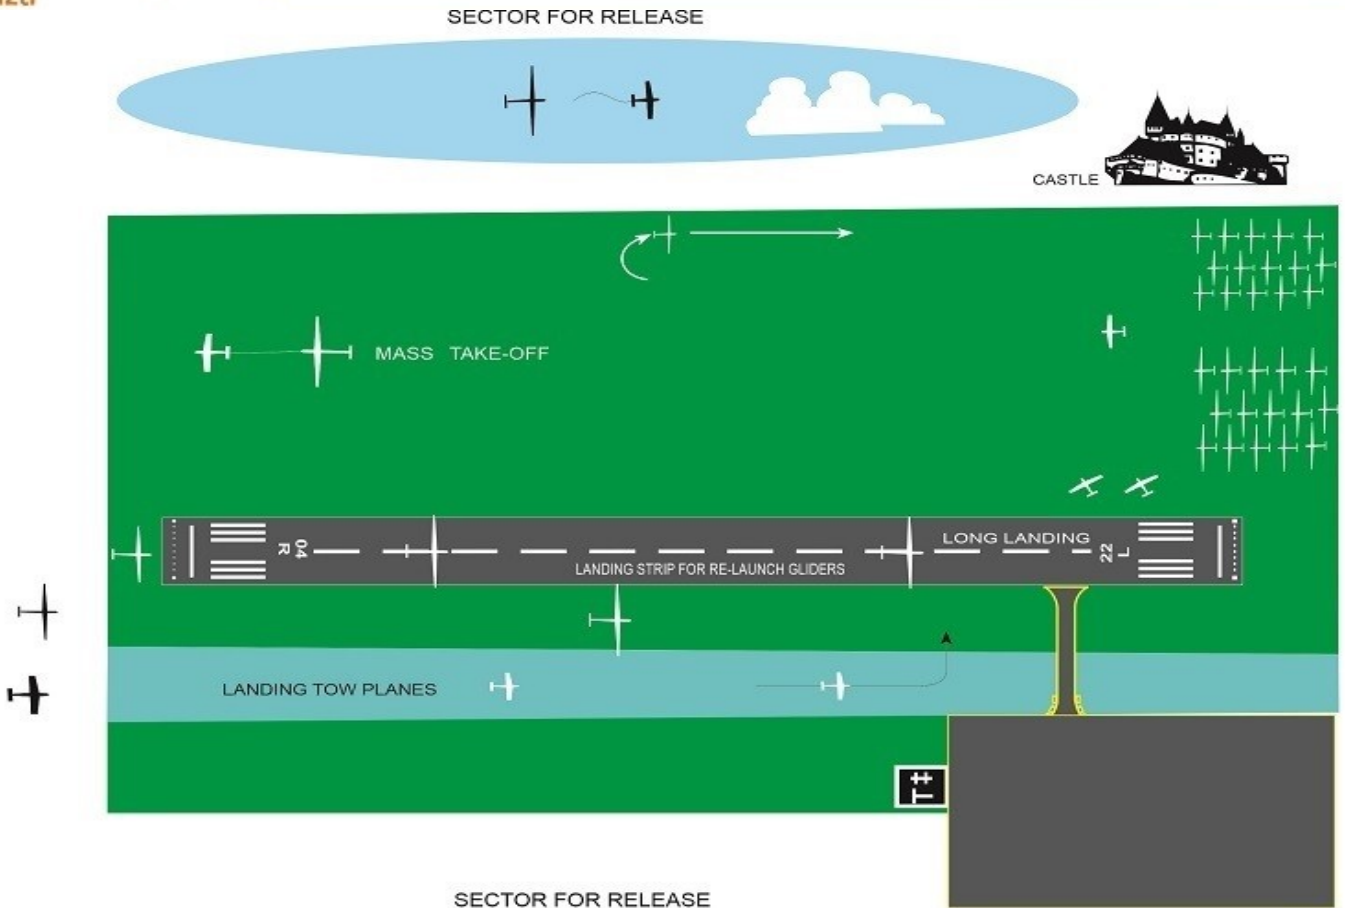 SECTOR FOR RELEASE
CASTLE
MASS TAKE-OFF
04
R
LONG LANDING
22
L
LANDING STRIP FOR RE-LAUNCH GLIDERS
LANDING TOW PLANES
SECTOR FOR RELEASE